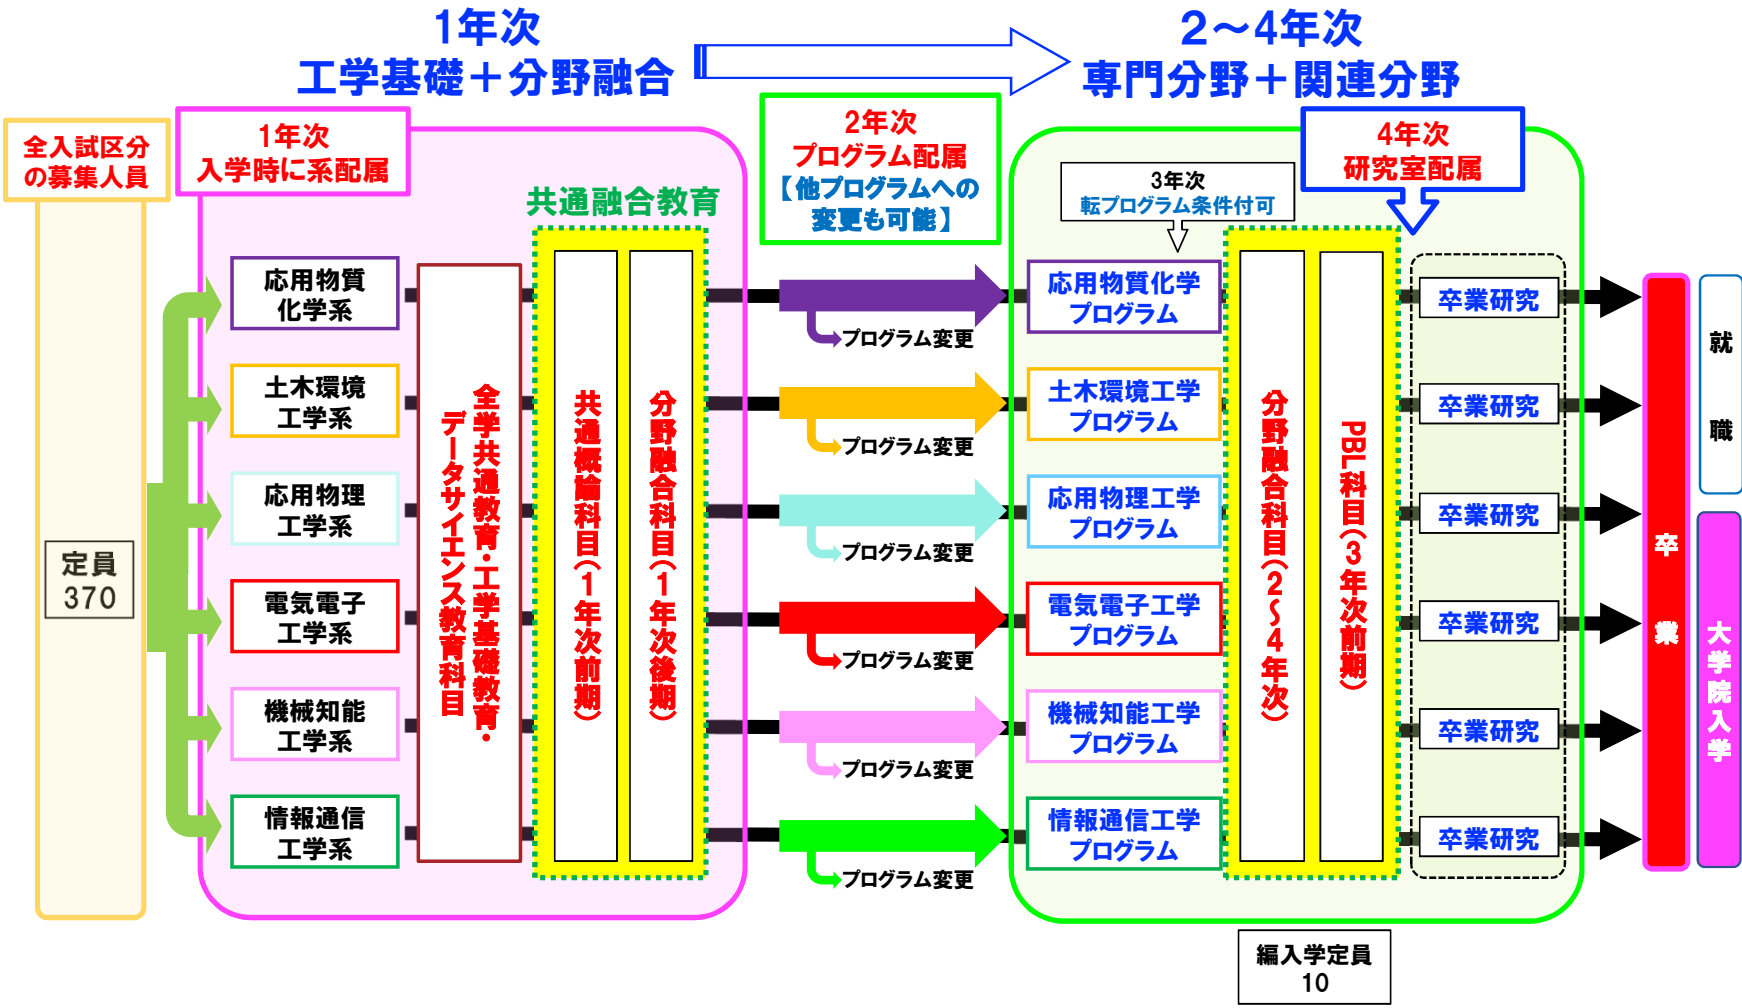 1年次
工学基礎＋分野融合
2～4年次
専門分野＋関連分野
全入試区分
の募集人員
定員
370
1年次
入学時に系配属
共通融合教育
2年次
プログラム配属
【他プログラムへの
変更も可能】
3年次
転プログラム条件付可
4年次
研究室配属
応用物質
化学系
土木環境
工学系
応用物理
工学系
電気電子
工学系
機械知能
工学系
情報通信
工学系
全学共通教育・工学基礎教育・
データサイエンス教育科目
共通概論科目（1年次前期）
分野融合科目（1年次後期）
プログラム変更
プログラム変更
プログラム変更
プログラム変更
プログラム変更
プログラム変更
応用物質化学
プログラム
土木環境工学
プログラム
応用物理工学
プログラム
電気電子工学
プログラム
機械知能工学
プログラム
情報通信工学
プログラム
分野融合科目（2～4年次）
PBL科目（3年次前期）
卒業研究
卒業研究
卒業研究
卒業研究
卒業研究
卒業研究
卒業
就職
大学院入学
編入学定員
10